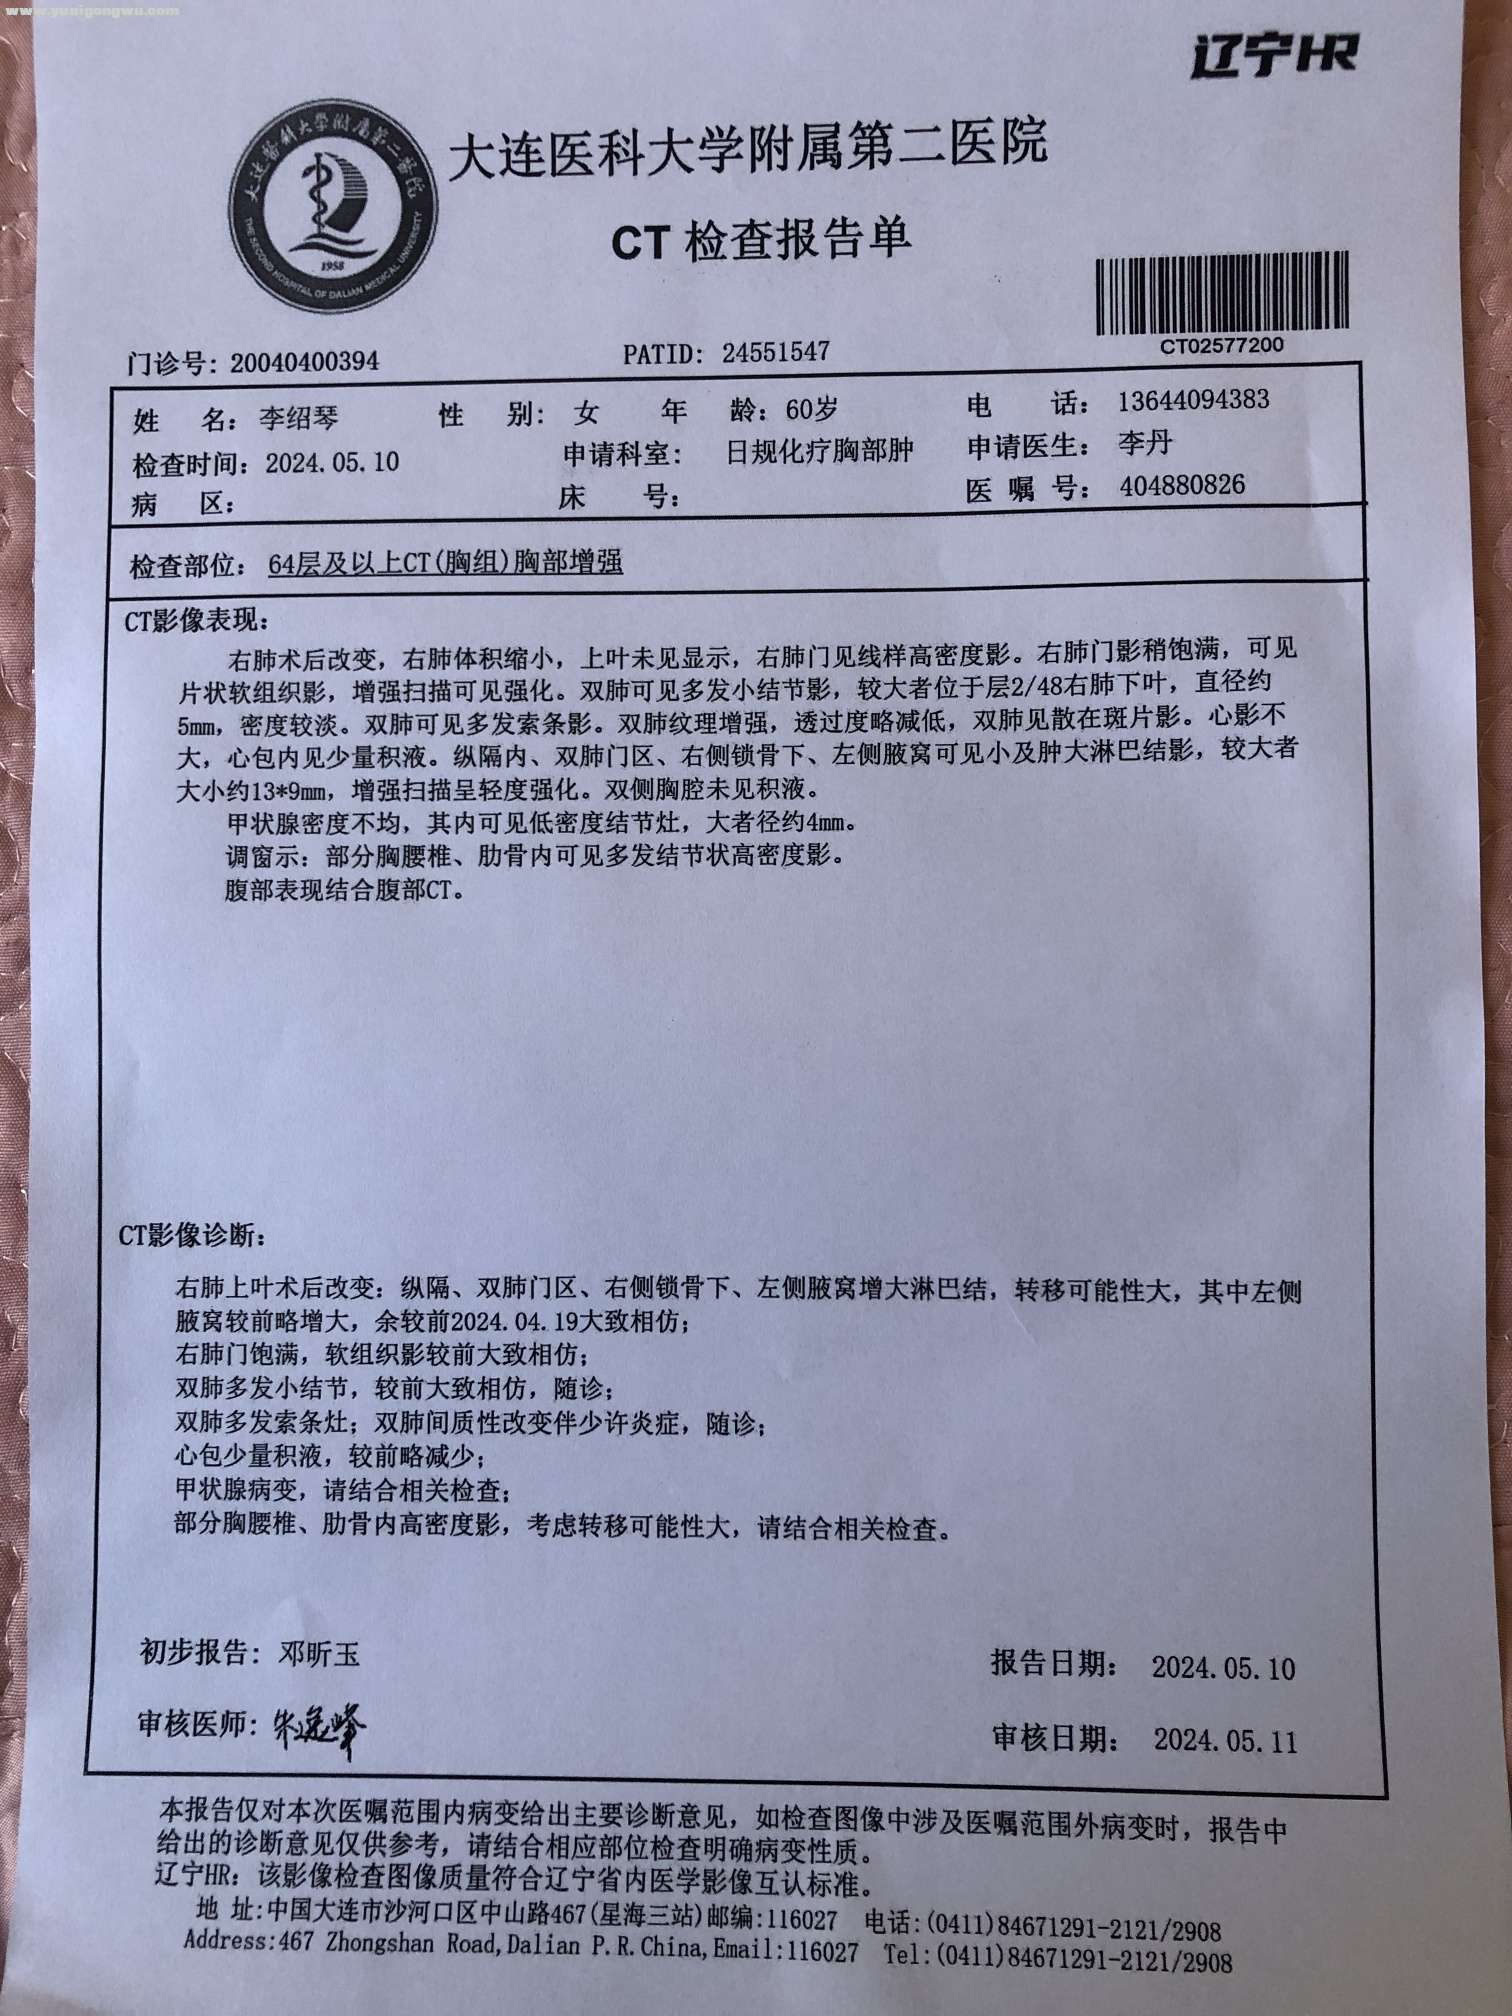 www.yunigongwu.com
辽宁HR
大连医科大学附属第二医院
CT 检查报告单
大连医科大学附属第二医院
THE SECOND HOSPITAL OF DALIAN MEDICAL UNIVERSITY
1958
CT02577200
门诊号: 20040400394 PATID: 24551547
姓 名: 李绍琴 性 别: 女 年 龄: 60岁 电 话: 13644094383
检查时间: 2024.05.10 申请科室: 日规化疗胸部肿 申请医生: 李丹
病 区: 床 号: 医 嘱 号: 404880826
检查部位: 64层及以上CT(胸组)胸部增强
CT影像表现:
右肺术后改变，右肺体积缩小，上叶未见显示，右肺门见线样高密度影。右肺门影稍饱满，可见
片状软组织影，增强扫描可见强化。双肺可见多发小结节影，较大者位于层2/48右肺下叶，直径约
5mm，密度较淡。双肺可见多发索条影。双肺纹理增强，透过度略减低，双肺见散在斑片影。心影不
大，心包内见少量积液。纵隔内、双肺门区、右侧锁骨下、左侧腋窝可见小及肿大淋巴结影，较大者
大小约13*9mm，增强扫描呈轻度强化。双侧胸腔未见积液。
甲状腺密度不均，其内可见低密度结节灶，大者径约4mm。
调窗示: 部分胸腰椎、肋骨内可见多发结节状高密度影。
腹部表现结合腹部CT。
CT影像诊断:
右肺上叶术后改变: 纵隔、双肺门区、右侧锁骨下、左侧腋窝增大淋巴结，转移可能性大，其中左侧
腋窝较前略增大，余较前2024.04.19大致相仿;
右肺门饱满，软组织影较前大致相仿;
双肺多发小结节，较前大致相仿，随诊;
双肺多发索条灶; 双肺间质性改变伴少许炎症，随诊;
心包少量积液，较前略减少;
甲状腺病变，请结合相关检查;
部分胸腰椎、肋骨内高密度影，考虑转移可能性大，请结合相关检查。
初步报告: 邓昕玉 报告日期: 2024.05.10
审核医师: 朱逸峰 审核日期: 2024.05.11
本报告仅对本次医嘱范围内病变给出主要诊断意见，如检查图像中涉及医嘱范围外病变时，报告中
给出的诊断意见仅供参考，请结合相应部位检查明确病变性质。
辽宁HR: 该影像检查图像质量符合辽宁省内医学影像互认标准。
地 址:中国大连市沙河口区中山路467(星海三站)邮编:116027 电话:(0411)84671291-2121/2908
Address:467 Zhongshan Road,Dalian P.R.China,Email:116027 Tel:(0411)84671291-2121/2908